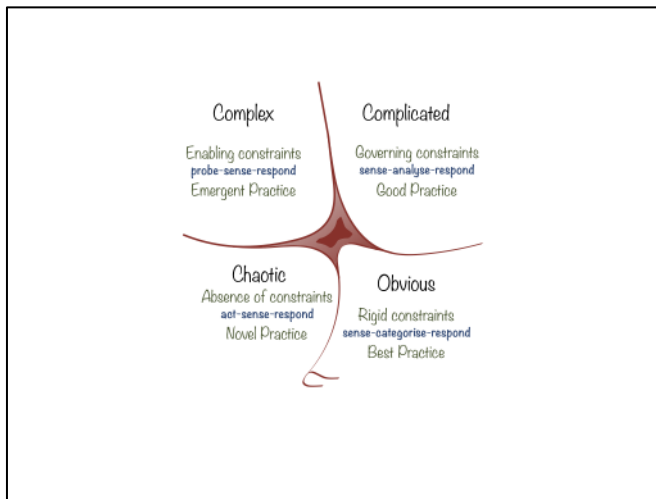 Complex
Enabling constraints
probe-sense-respond
Emergent Practice
Complicated
Governing constraints
sense-analyse-respond
Good Practice
Chaotic
Absence of constraints
act-sense-respond
Novel Practice
Obvious
Rigid constraints
sense-categorise-respond
Best Practice